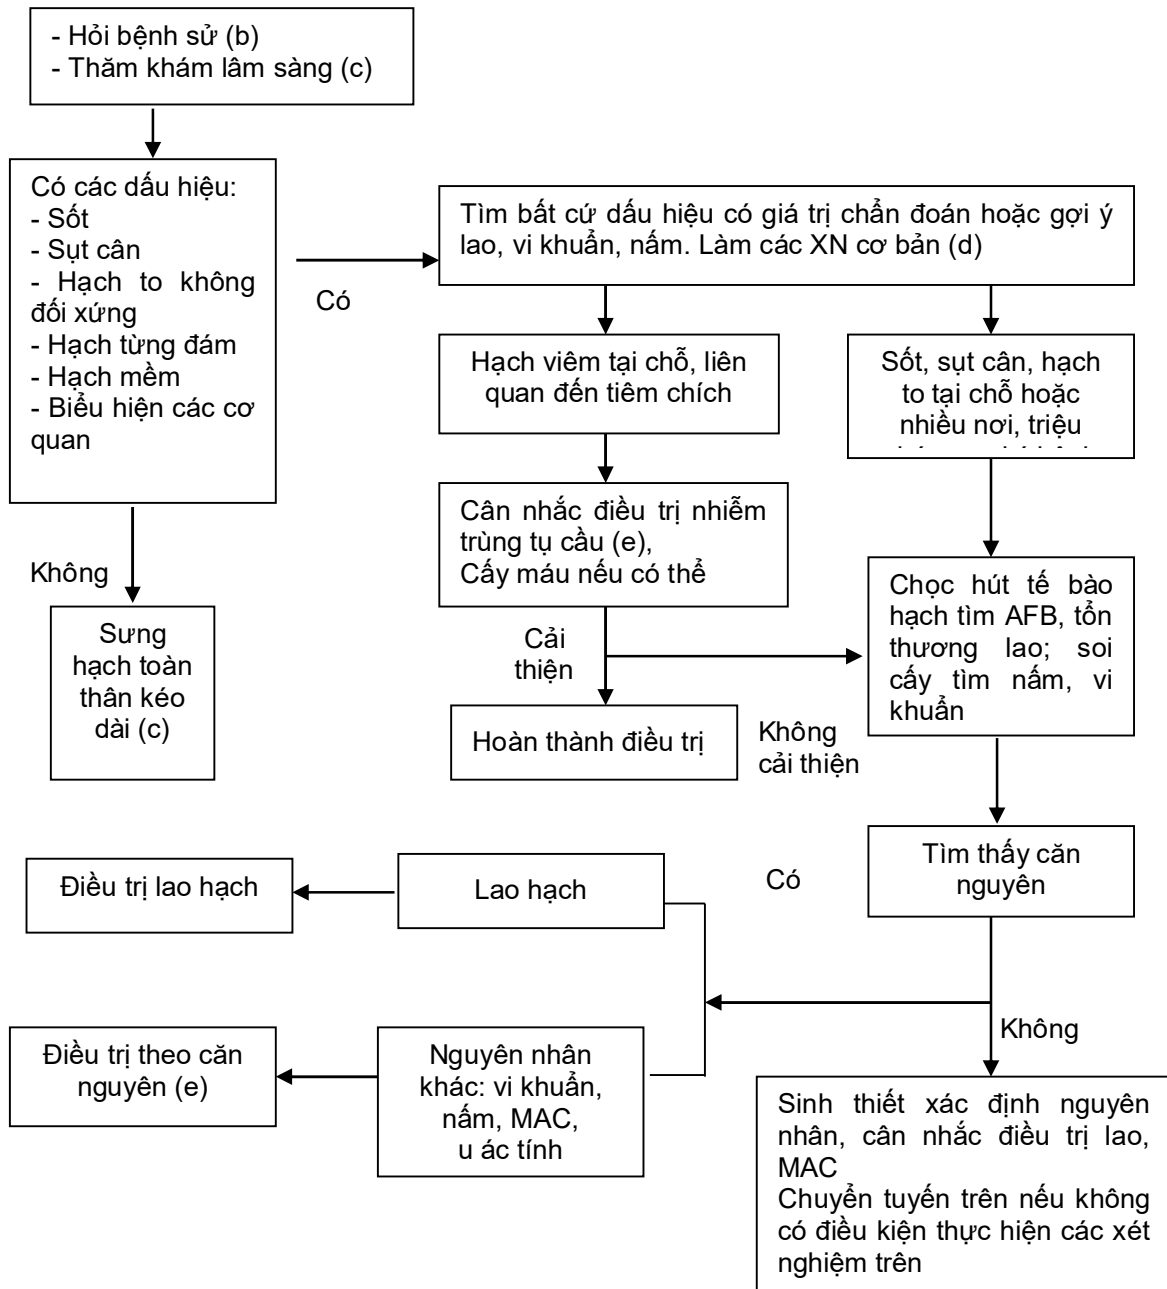 - Hỏi bệnh sử (b)
- Thăm khám lâm sàng (c)
Có các dấu hiệu:
- Sốt
- Sụt cân
- Hạch to không
đối xứng
- Hạch từng đám
- Hạch mềm
- Biểu hiện các cơ
quan
Có
Tìm bất cứ dấu hiệu có giá trị chẩn đoán hoặc gợi ý
lao, vi khuẩn, nấm. Làm các XN cơ bản (d)
Hạch viêm tại chỗ, liên
quan đến tiêm chích
Sốt, sụt cân, hạch
to tại chỗ hoặc
nhiều nơi, triệu
Cân nhắc điều trị nhiễm
trùng tụ cầu (e),
Cấy máu nếu có thể
Không
Sưng
hạch toàn
thân kéo
dài (c)
Cải
thiện
Chọc hút tế bào
hạch tìm AFB, tổn
thương lao; soi
cấy tìm nấm, vi
khuẩn
Hoàn thành điều trị
Không
cải thiện
Tìm thấy căn
nguyên
Có
Lao hạch
Điều trị lao hạch
Không
Nguyên nhân
khác: vi khuẩn,
nấm, MAC,
u ác tính
Điều trị theo căn
nguyên (e)
Sinh thiết xác định nguyên
nhân, cân nhắc điều trị lao,
MAC
Chuyển tuyến trên nếu không
có điều kiện thực hiện các xét
nghiệm trên